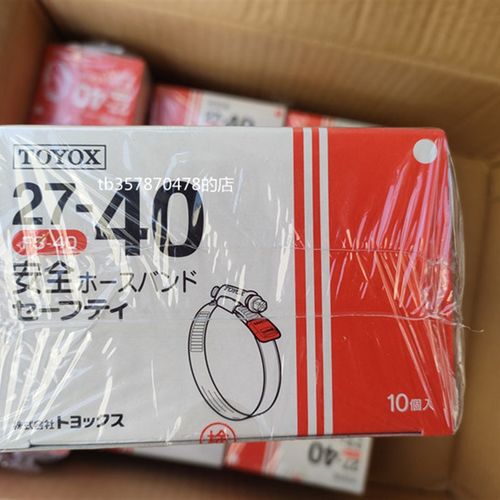 TOYOX
tb357870478的店
27-40
FS-40
安全ホースバンド
セーフティ
株式会社トヨックス
10個入